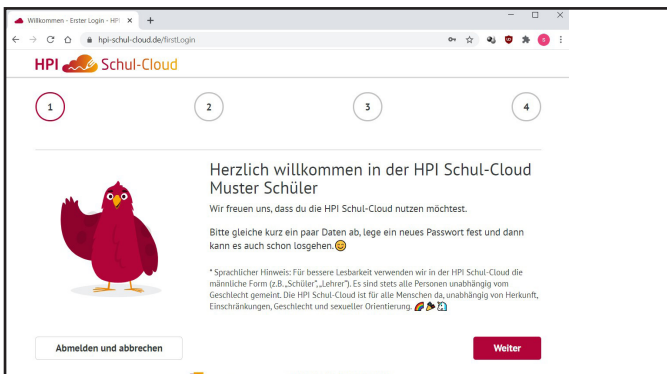 Willkommen - Erster Login - HPI
hpi-schul-cloud.de/firstLogin
S
HPI Schul-Cloud
1 2 3 4
Herzlich willkommen in der HPI Schul-Cloud
Muster Schüler
Wir freuen uns, dass du die HPI Schul-Cloud nutzen möchtest.
Bitte gleiche kurz ein paar Daten ab, lege ein neues Passwort fest und dann
kann es auch schon losgehen.😊
* Sprachlicher Hinweis: Für bessere Lesbarkeit verwenden wir in der HPI Schul-Cloud die
männliche Form (z.B. „Schüler“, „Lehrer“). Es sind stets alle Personen unabhängig vom
Geschlecht gemeint. Die HPI Schul-Cloud ist für alle Menschen da, unabhängig von Herkunft,
Einschränkungen, Geschlecht und sexueller Orientierung.
Abmelden und abbrechen
Weiter